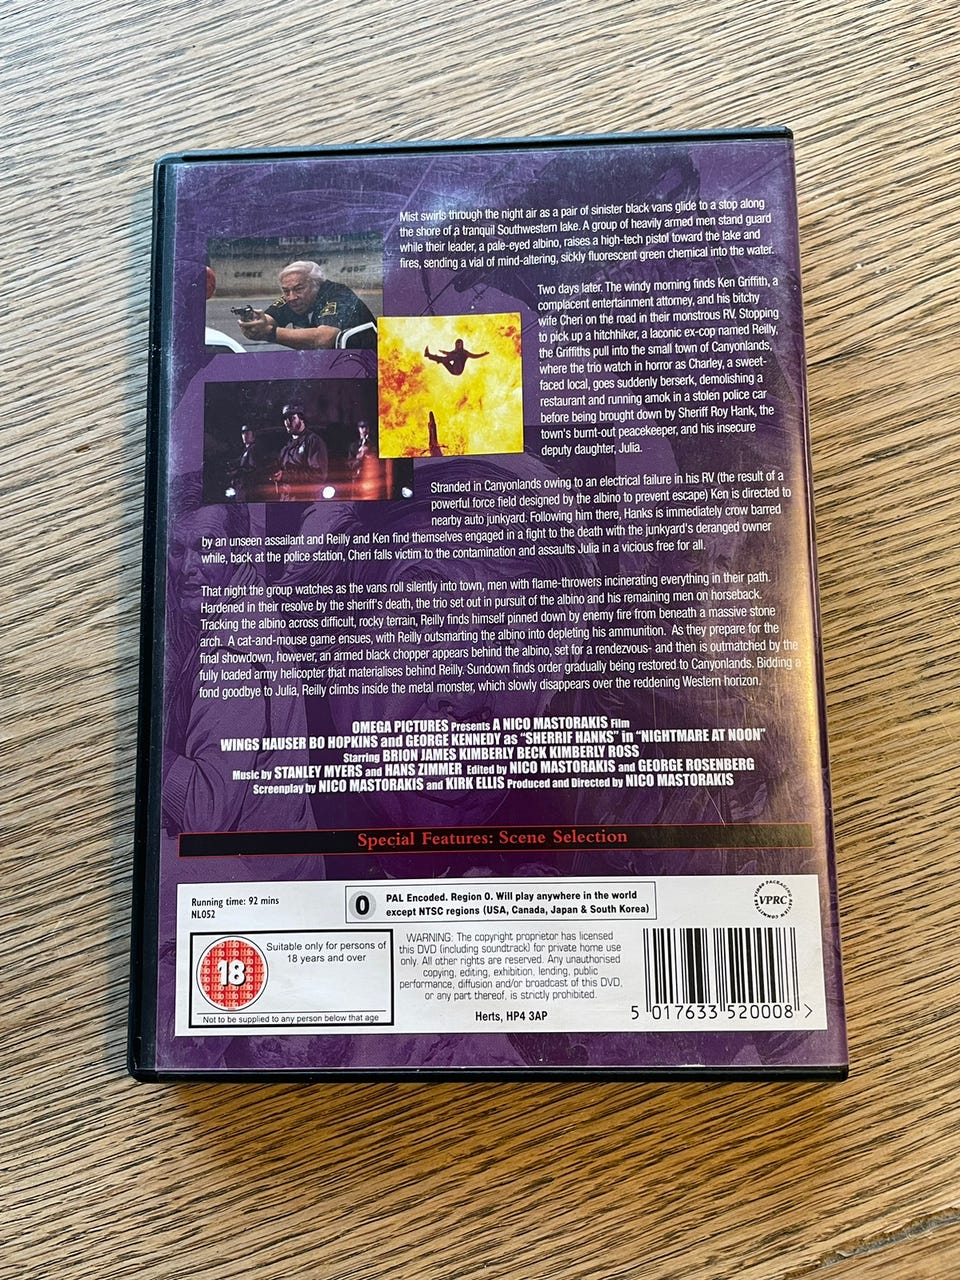 Mist swirls through the night air as a pair of sinister black vans glide to a stop along
the shore of a tranquil Southwestern lake. A group of heavily armed men stand guard
while their leader, a pale-eyed albino, raises a high-tech pistol toward the lake and
fires, sending a vial of mind-altering, sickly fluorescent green chemical into the water.
Two days later. The windy morning finds Ken Griffith, a
complacent entertainment attorney, and his bitchy
wife Cheri on the road in their monstrous RV. Stopping
to pick up a hitchhiker, a laconic ex-cop named Reilly,
the Griffiths pull into the small town of Canyonlands,
where the trio watch in horror as Charley, a sweet-
faced local, goes suddenly berserk, demolishing a
restaurant and running amok in a stolen police car
before being brought down by Sheriff Roy Hank, the
town's burnt-out peacekeeper, and his insecure
deputy daughter, Julia.
Stranded in Canyonlands owing to an electrical failure in his RV (the result of a
powerful force field designed by the albino to prevent escape) Ken is directed to
nearby auto junkyard. Following him there, Hanks is immediately crow barred
by an unseen assailant and Reilly and Ken find themselves engaged in a fight to the death with the junkyard's deranged owner
while, back at the police station, Cheri falls victim to the contamination and assaults Julia in a vicious free for all.
That night the group watches as the vans roll silently into town, men with flame-throwers incinerating everything in their path.
Hardened in their resolve by the sheriff's death, the trio set out in pursuit of the albino and his remaining men on horseback.
Tracking the albino across difficult, rocky terrain, Reilly finds himself pinned down by enemy fire from beneath a massive stone
arch. A cat-and-mouse game ensues, with Reilly outsmarting the albino into depleting his ammunition. As they prepare for the
final showdown, however, an armed black chopper appears behind the albino, set for a rendezvous- and then is outmatched by the
fully loaded army helicopter that materialises behind Reilly. Sundown finds order gradually being restored to Canyonlands. Bidding a
fond goodbye to Julia, Reilly climbs inside the metal monster, which slowly disappears over the reddening Western horizon.
OMEGA PICTURES Presents A NICO MASTORAKIS Film
WINGS HAUSER BO HOPKINS and GEORGE KENNEDY as "SHERRIF HANKS" in "NIGHTMARE AT NOON"
Starring BRION JAMES KIMBERLY BECK KIMBERLY ROSS
Music by STANLEY MYERS and HANS ZIMMER Edited by NICO MASTORAKIS and GEORGE ROSENBERG
Screenplay by NICO MASTORAKIS and KIRK ELLIS Produced and Directed by NICO MASTORAKIS
Special Features: Scene Selection
Running time: 92 mins
NL052
0
PAL Encoded. Region 0. Will play anywhere in the world
except NTSC regions (USA, Canada, Japan & South Korea)
VIDEO PACKAGING REVIEW COMMITTEE
VPRC
18
Suitable only for persons of
18 years and over
Not to be supplied to any person below that age
WARNING: The copyright proprietor has licensed
this DVD (including soundtrack) for private home use
only. All other rights are reserved. Any unauthorised
copying, editing, exhibition, lending, public
performance, diffusion and/or broadcast of this DVD,
or any part thereof, is strictly prohibited.
Herts, HP4 3AP
5 017633 520008 >